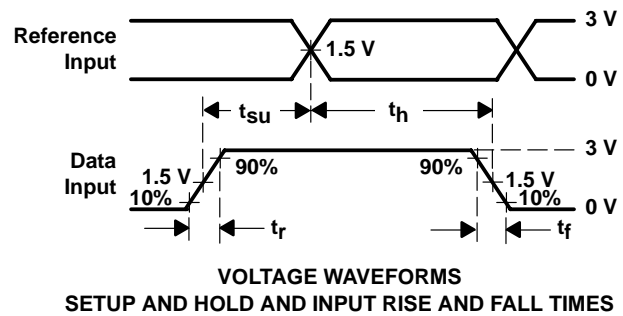 Reference
Input
3 V
1.5 V
0 V
tsu
th
Data
Input
3 V
1.5 V
10%
90%
90%
1.5 V
10%
0 V
tr
tf
VOLTAGE WAVEFORMS
SETUP AND HOLD AND INPUT RISE AND FALL TIMES